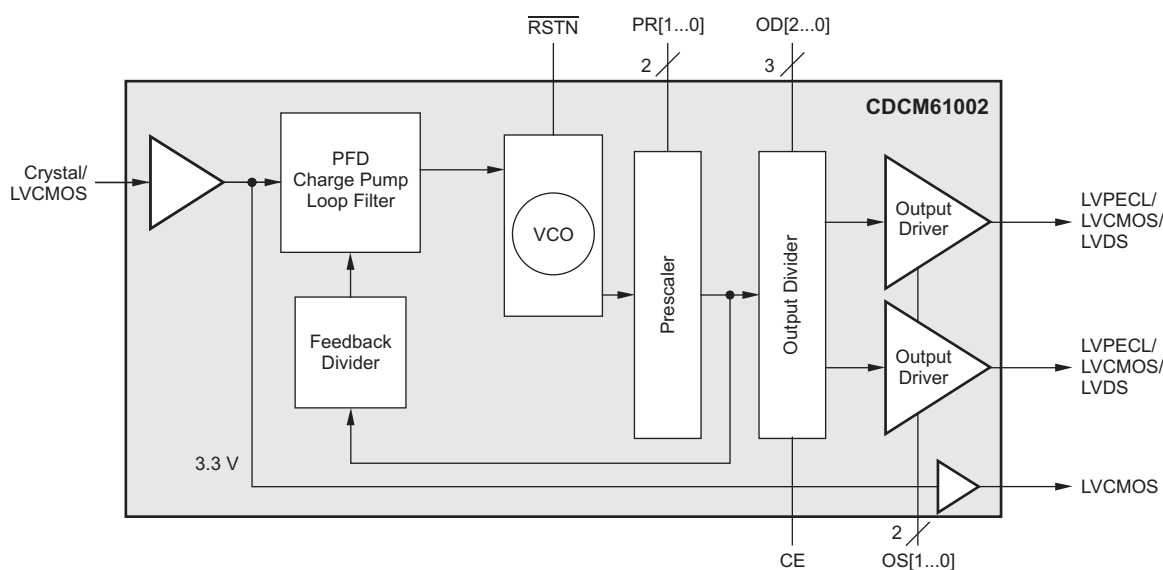 RSTN
PR[1...0]
OD[2...0]
2
3
CDCM61002
Crystal/
LVCMOS
PFD
Charge Pump
Loop Filter
VCO
Feedback
Divider
Prescaler
Output Divider
Output
Driver
LVPECL/
LVCMOS/
LVDS
Output
Driver
LVPECL/
LVCMOS/
LVDS
3.3 V
LVCMOS
2
CE
OS[1...0]